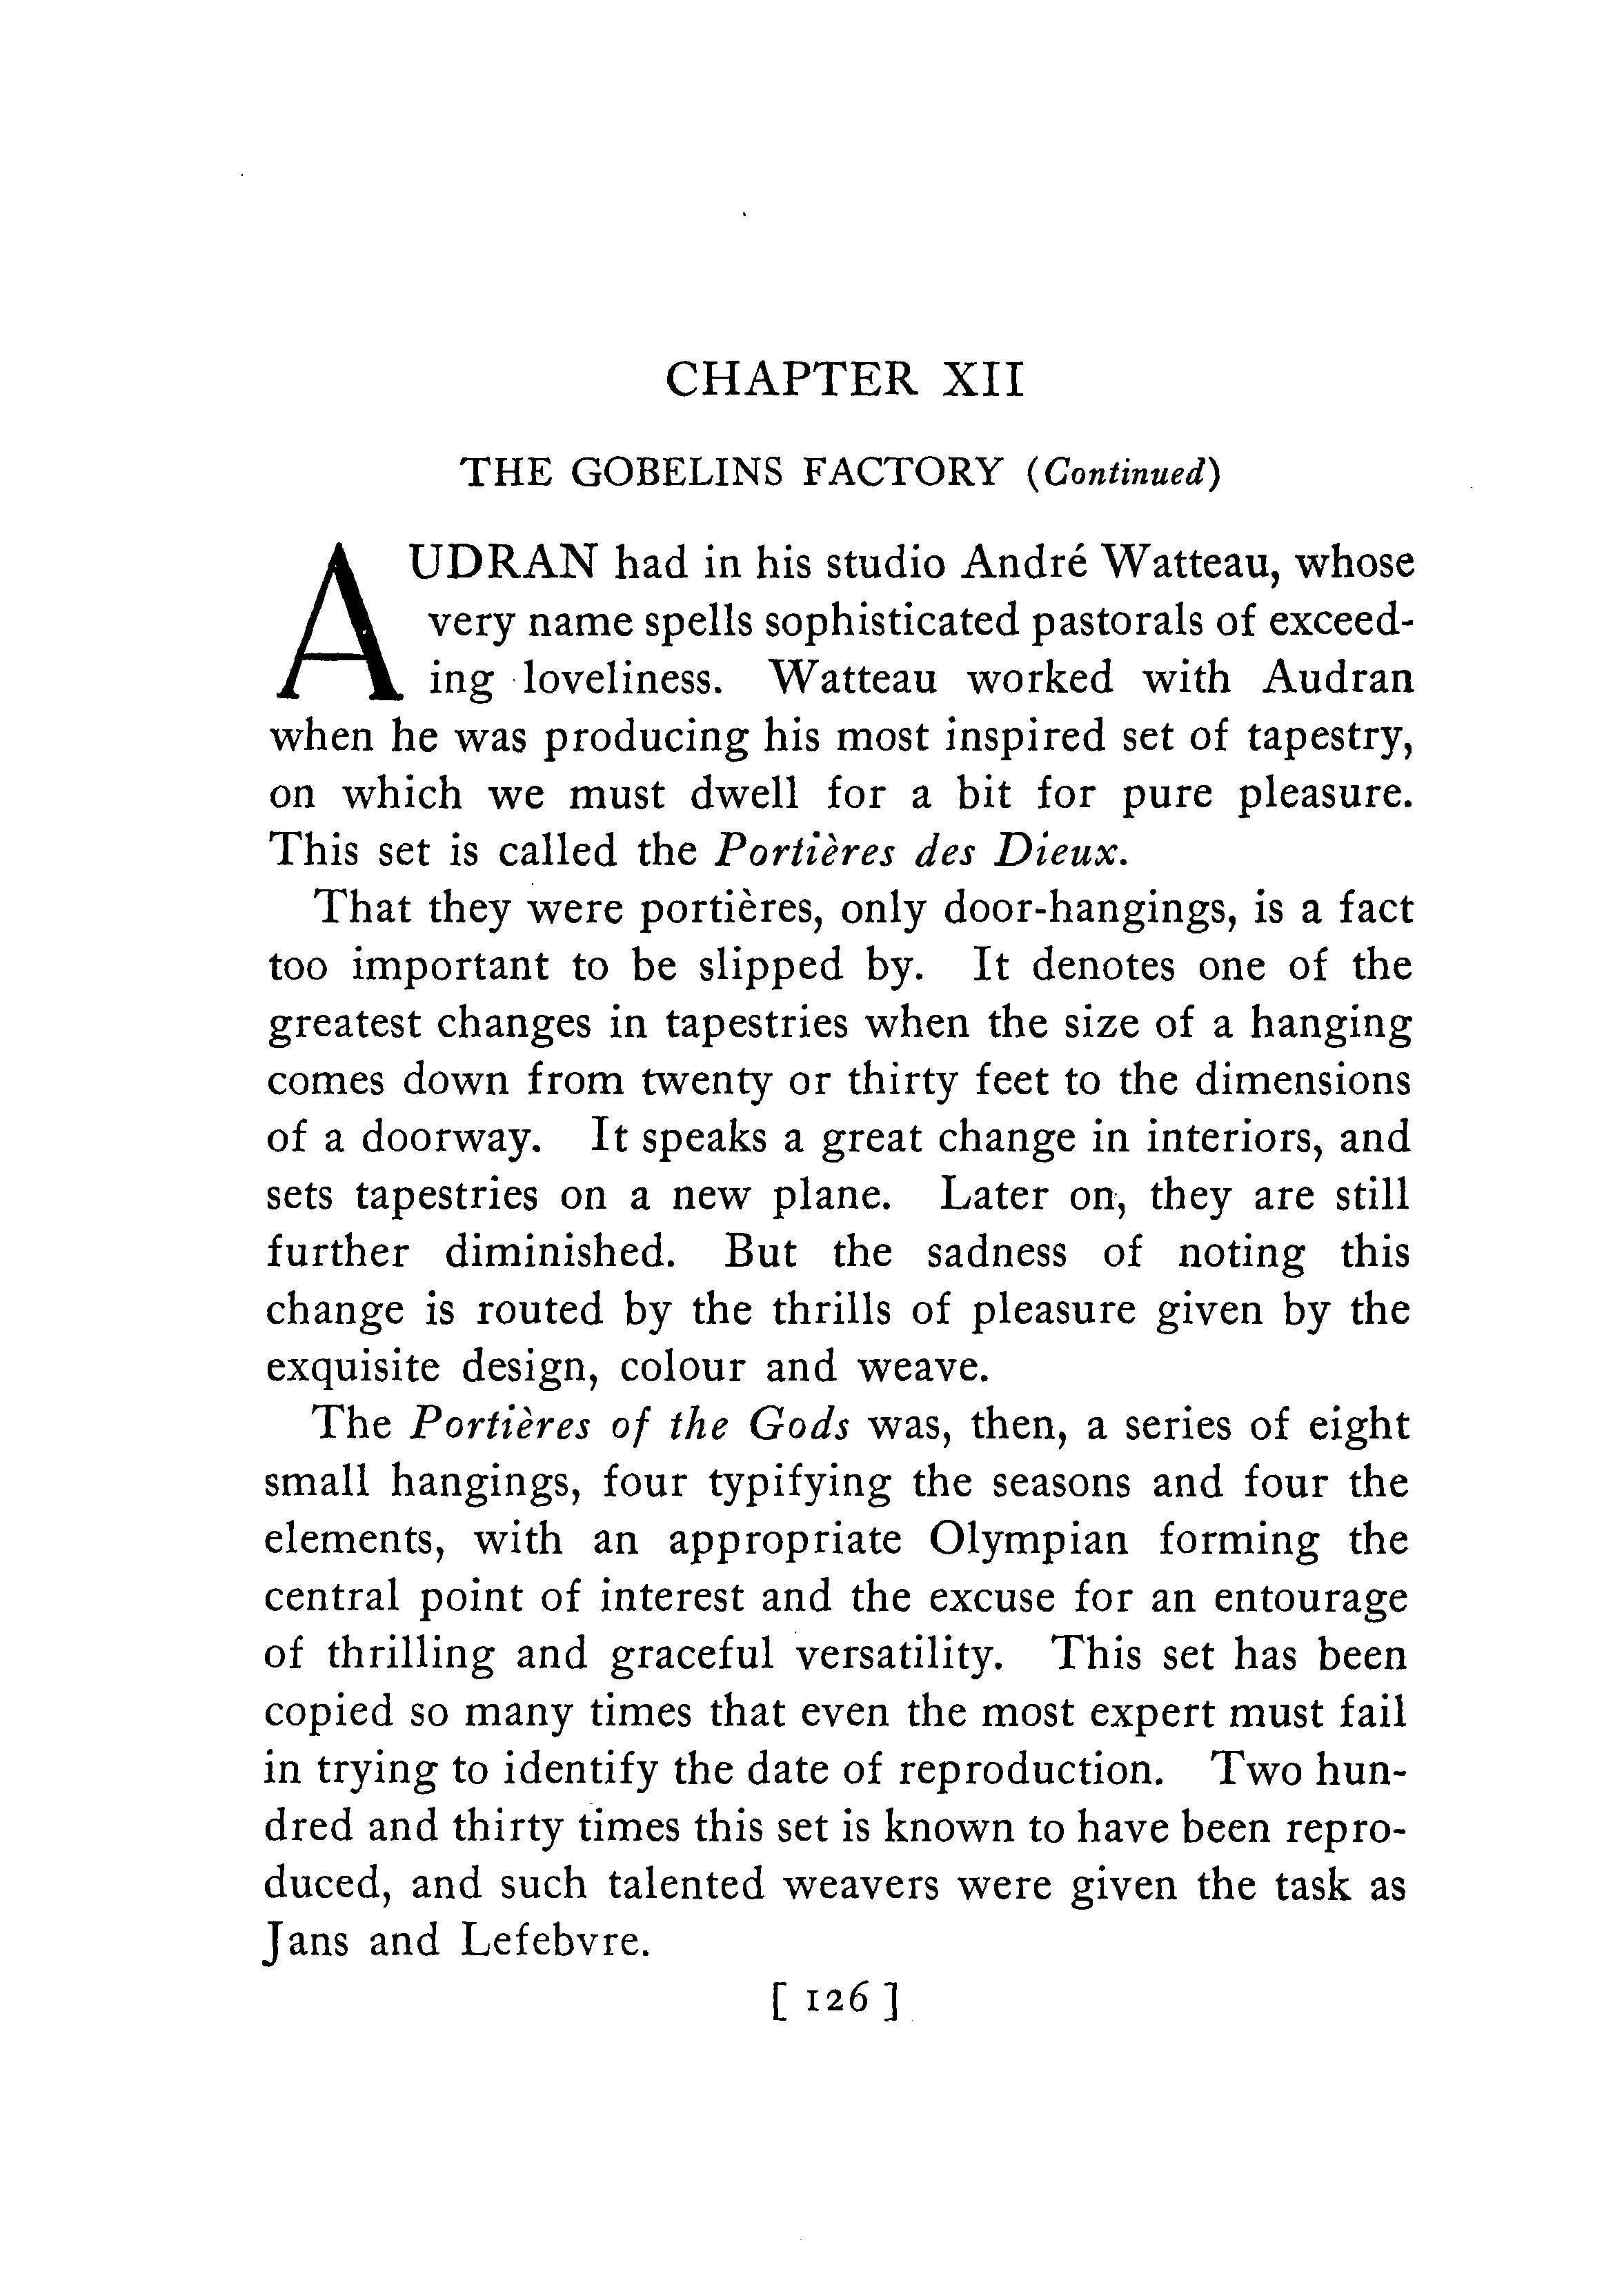 CHAPTER XII
THE GOBELINS FACTORY (Continued)
AUDRAN had in his studio André Watteau, whose
very name spells sophisticated pastorals of exceed-
ing loveliness. Watteau worked with Audran
when he was producing his most inspired set of tapestry,
on which we must dwell for a bit for pure pleasure.
This set is called the Portières des Dieux.
That they were portières, only door-hangings, is a fact
too important to be slipped by. It denotes one of the
greatest changes in tapestries when the size of a hanging
comes down from twenty or thirty feet to the dimensions
of a doorway. It speaks a great change in interiors, and
sets tapestries on a new plane. Later on, they are still
further diminished. But the sadness of noting this
change is routed by the thrills of pleasure given by the
exquisite design, colour and weave.
The Portières of the Gods was, then, a series of eight
small hangings, four typifying the seasons and four the
elements, with an appropriate Olympian forming the
central point of interest and the excuse for an entourage
of thrilling and graceful versatility. This set has been
copied so many times that even the most expert must fail
in trying to identify the date of reproduction. Two hun-
dred and thirty times this set is known to have been repro-
duced, and such talented weavers were given the task as
Jans and Lefebvre.
[ 126 ]